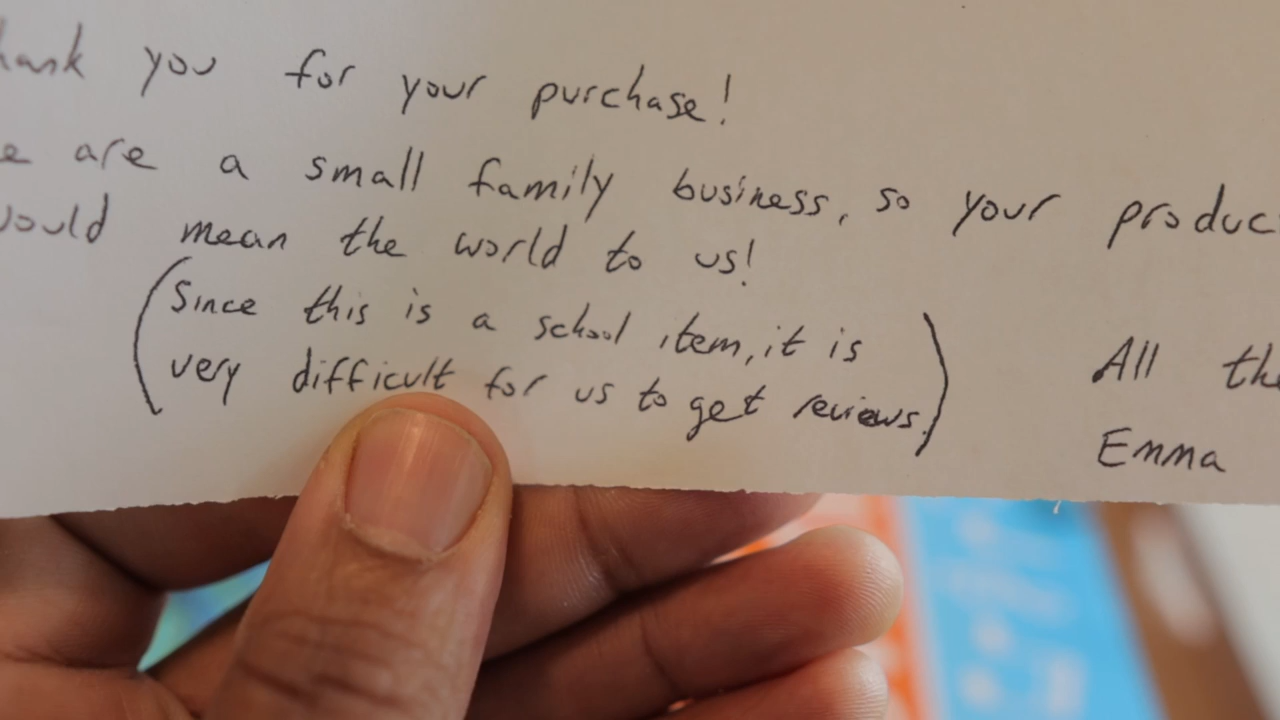 hank you for your purchase!
e are a small family business, so your produc
would mean the world to us!
(Since this is a school item, it is
very difficult for us to get reviews.)
All the
Emma